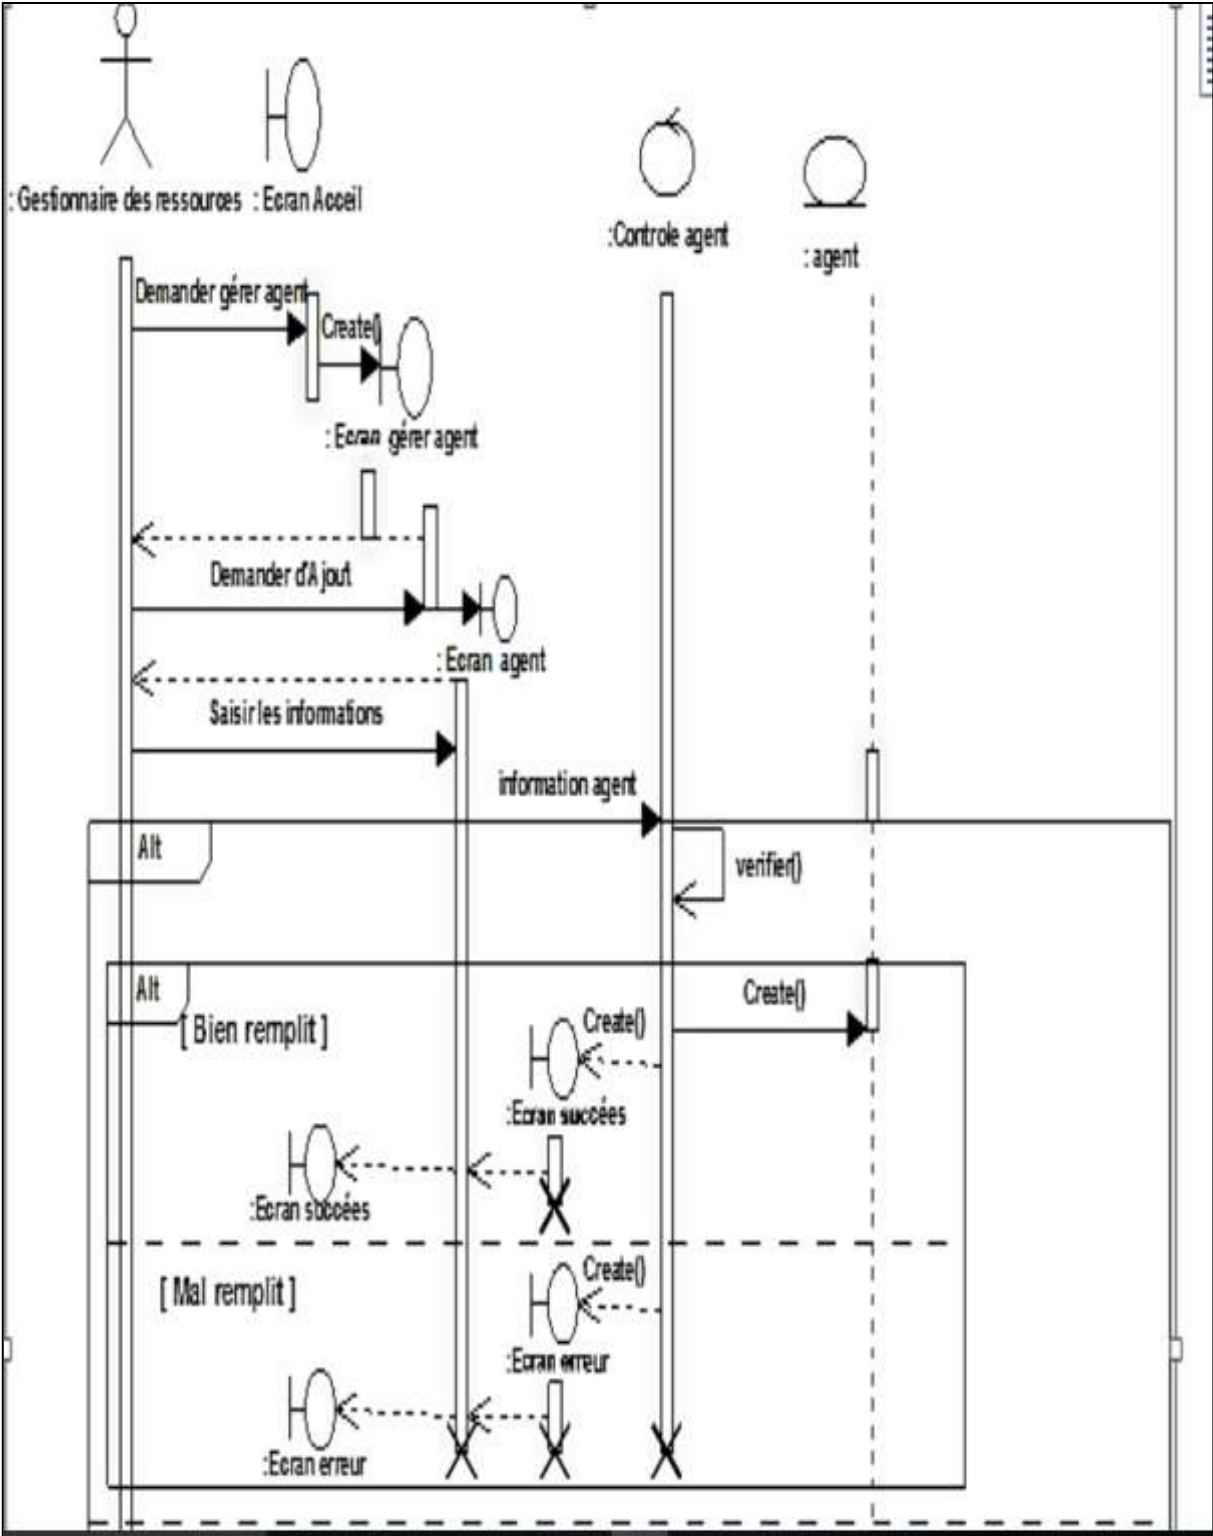 : Gestionnaire des ressources
: Ecran Acceil
:Controle agent
: agent
Demander gérer agent
Create()
: Ecran gérer agent
Demander d'Ajout
: Ecran agent
Saisir les informations
information agent
Alt
verifier()
Alt
Create()
[ Bien remplit ]
Create()
:Ecran succées
:Ecran succées
Create()
[ Mal remplit ]
:Ecran erreur
:Ecran erreur